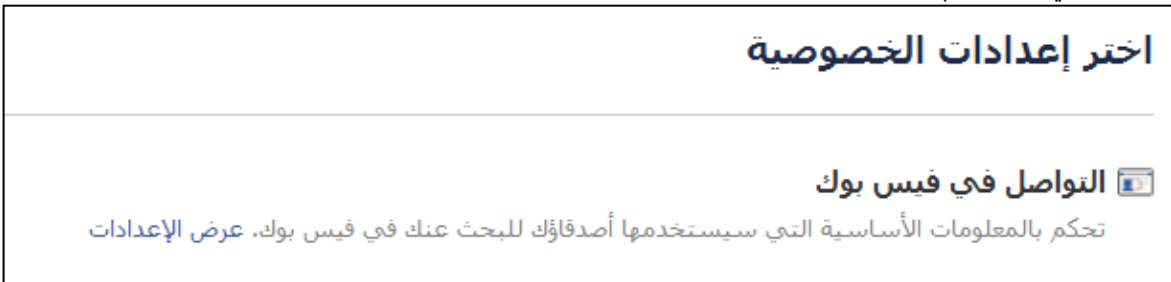 اختر إعدادات الخصوصية
التواصل في فيس بوك
تحكم بالمعلومات الأساسية التي سيستخدمها أصدقاؤك للبحث عنك في فيس بوك. عرض الإعدادات